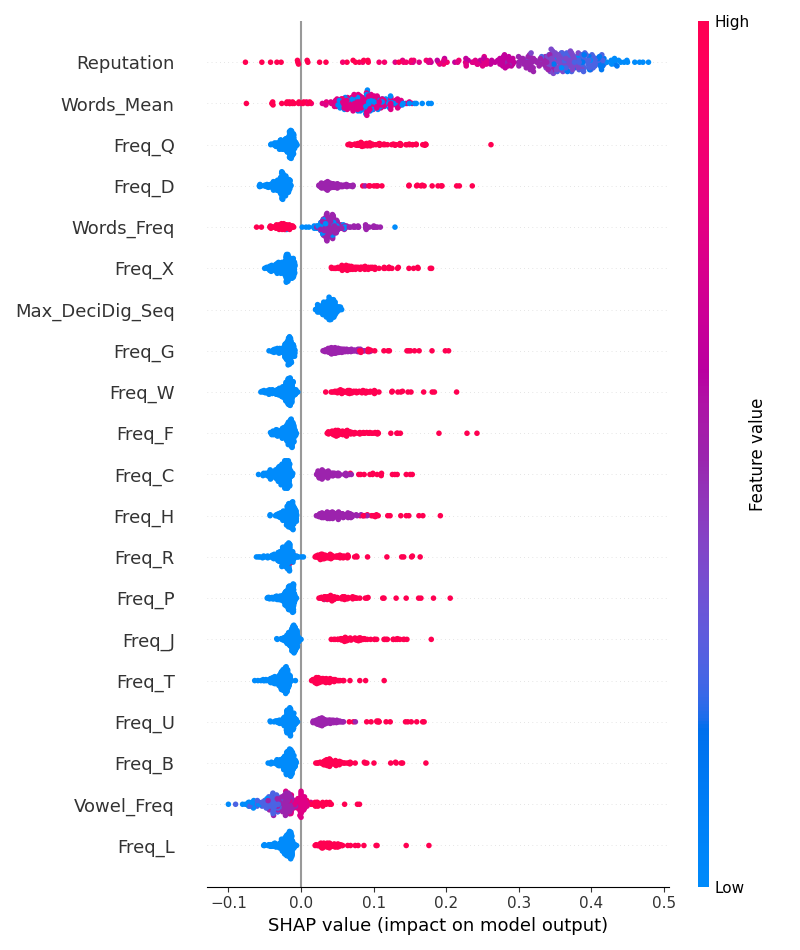 High
Reputation
Words_Mean
Freq_Q
Freq_D
Words_Freq
Freq_X
Max_DeciDig_Seq
Freq_G
Freq_W
Freq_F
Freq_C
Freq_H
Freq_R
Freq_P
Freq_J
Freq_T
Freq_U
Freq_B
Vowel_Freq
Freq_L
Feature value
Low
−0.1 0.0 0.1 0.2 0.3 0.4 0.5
SHAP value (impact on model output)